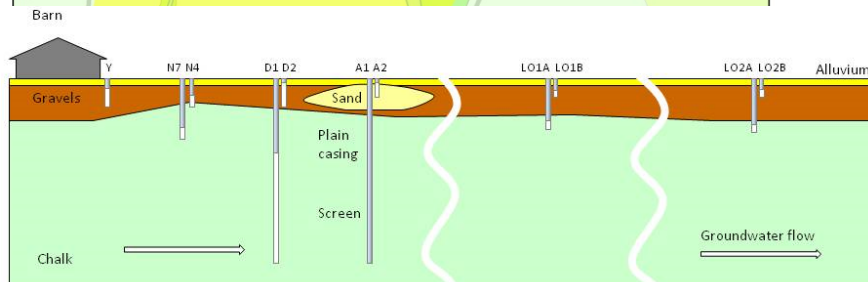 Barn
Y N7 N4 D1 D2 A1 A2 LO1A LO1B LO2A LO2B Alluvium
Gravels Sand
Plain
casing
Screen
Groundwater flow
Chalk